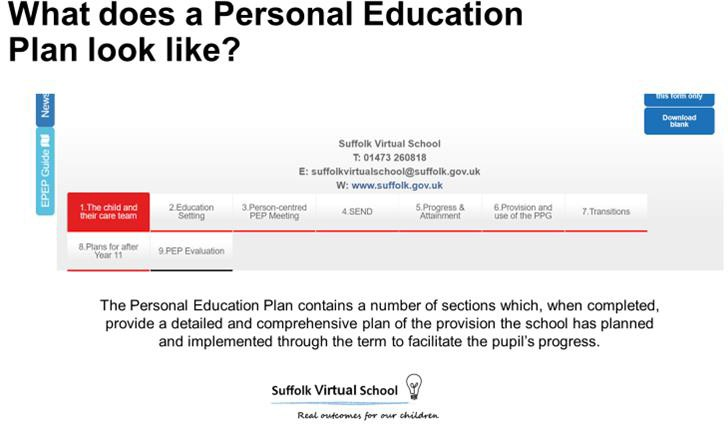 What does a Personal Education
Plan look like?
News
EPEP Guide
this form only
Download
blank
Suffolk Virtual School
T: 01473 260818
E: suffolkvirtualschool@suffolk.gov.uk
W: www.suffolk.gov.uk
1.The child and
their care team
2.Education
Setting
3.Person-centred
PEP Meeting
4.SEND
5.Progress &
Attainment
6.Provision and
use of the PPG
7.Transitions
8.Plans for after
Year 11
9.PEP Evaluation
The Personal Education Plan contains a number of sections which, when completed,
provide a detailed and comprehensive plan of the provision the school has planned
and implemented through the term to facilitate the pupil's progress.
Suffolk Virtual School
Real outcomes for our children